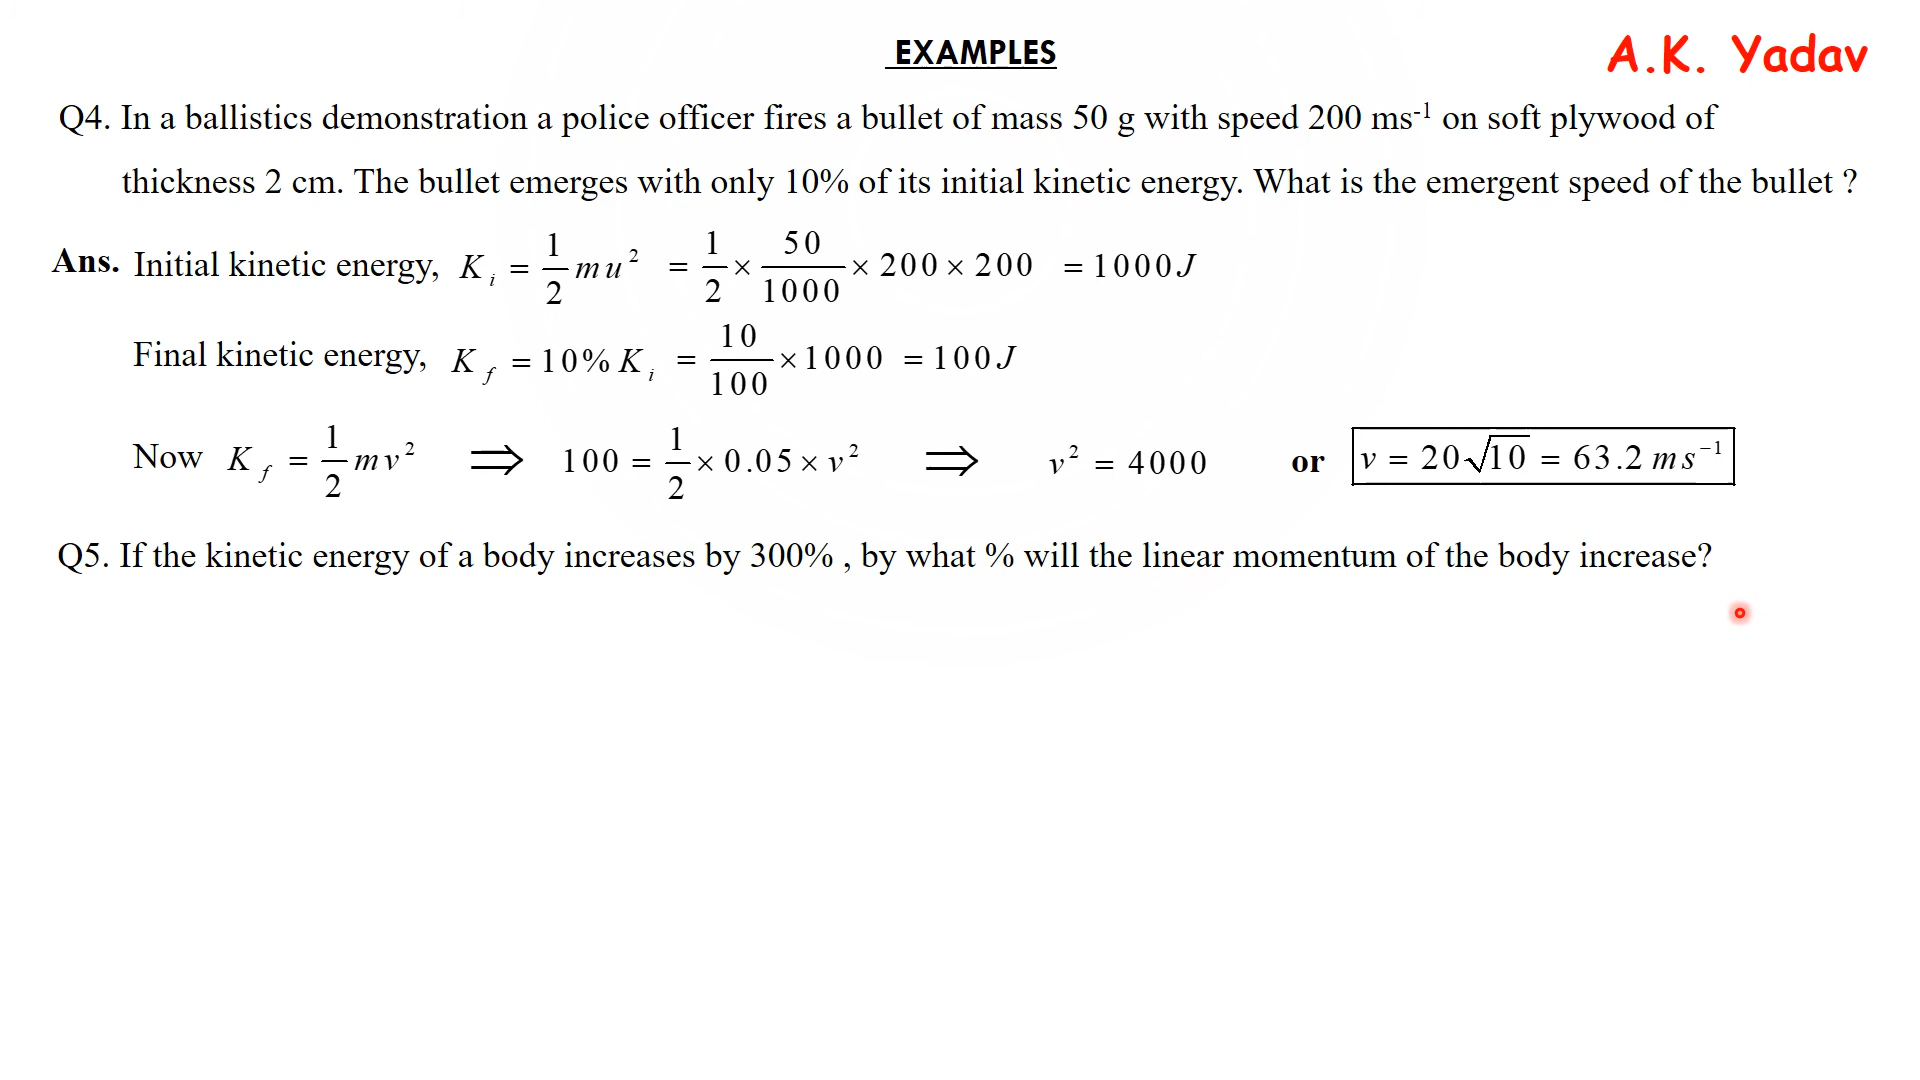 EXAMPLES
A.K. Yadav
Q4. In a ballistics demonstration a police officer fires a bullet of mass 50 g with speed 200 ms⁻¹ on soft plywood of
thickness 2 cm. The bullet emerges with only 10% of its initial kinetic energy. What is the emergent speed of the bullet ?
Ans. Initial kinetic energy, K_i = 1/2 mu² = 1/2 × 50/1000 × 200 × 200 = 1000J
Final kinetic energy, K_f = 10% K_i = 10/100 × 1000 = 100J
Now K_f = 1/2 mv² ⟹ 100 = 1/2 × 0.05 × v² ⟹ v² = 4000 or v = 20√10 = 63.2 ms⁻¹
Q5. If the kinetic energy of a body increases by 300% , by what % will the linear momentum of the body increase?